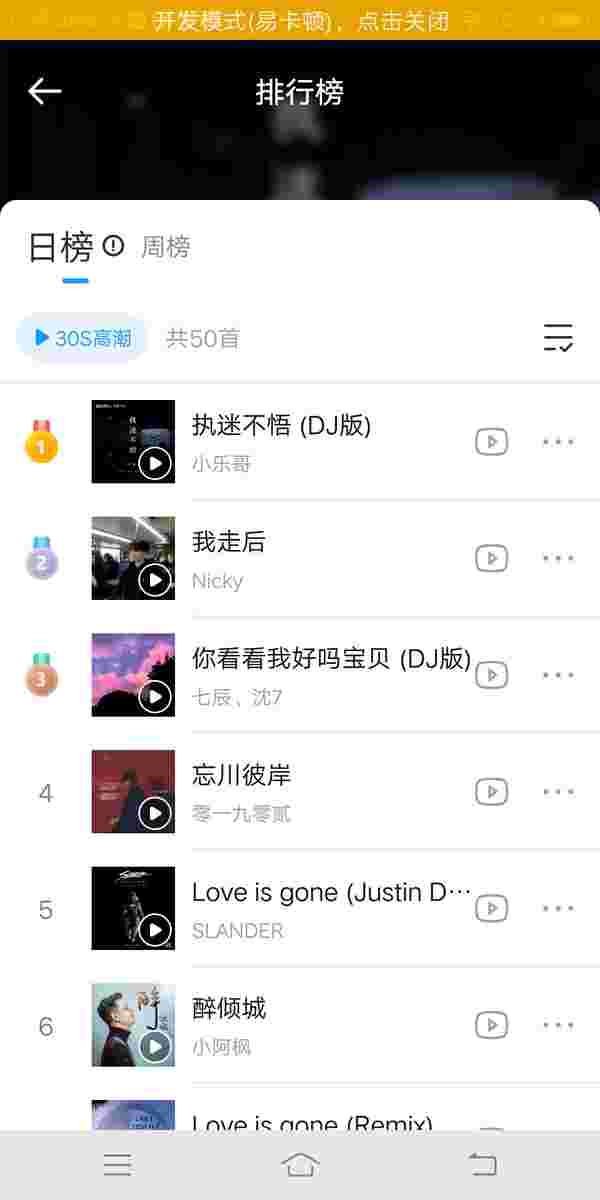 开发模式(易卡顿)，点击关闭
排行榜
日榜 周榜
30S高潮 共50首
1
执迷不悟 (DJ版)
小乐哥
2
我走后
Nicky
3
你看看我好吗宝贝 (DJ版)
七辰、沈7
4
忘川彼岸
零一九零贰
5
Love is gone (Justin D…
SLANDER
6
醉倾城
小阿枫
Love is gone (Remix)